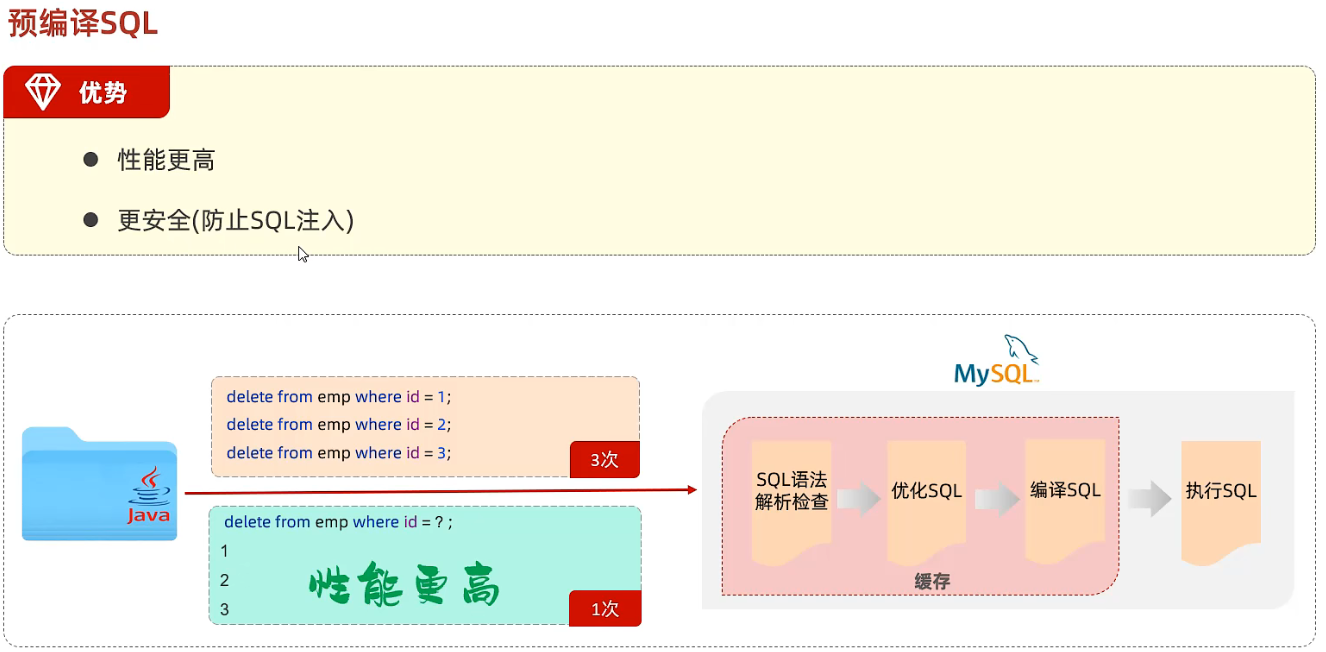 预编译SQL
优势
性能更高
更安全(防止SQL注入)
MySQL
delete from emp where id = 1;
delete from emp where id = 2;
delete from emp where id = 3;
3次
Java
delete from emp where id = ? ;
1
2
3
性能更高
1次
SQL语法
解析检查
优化SQL
编译SQL
执行SQL
缓存